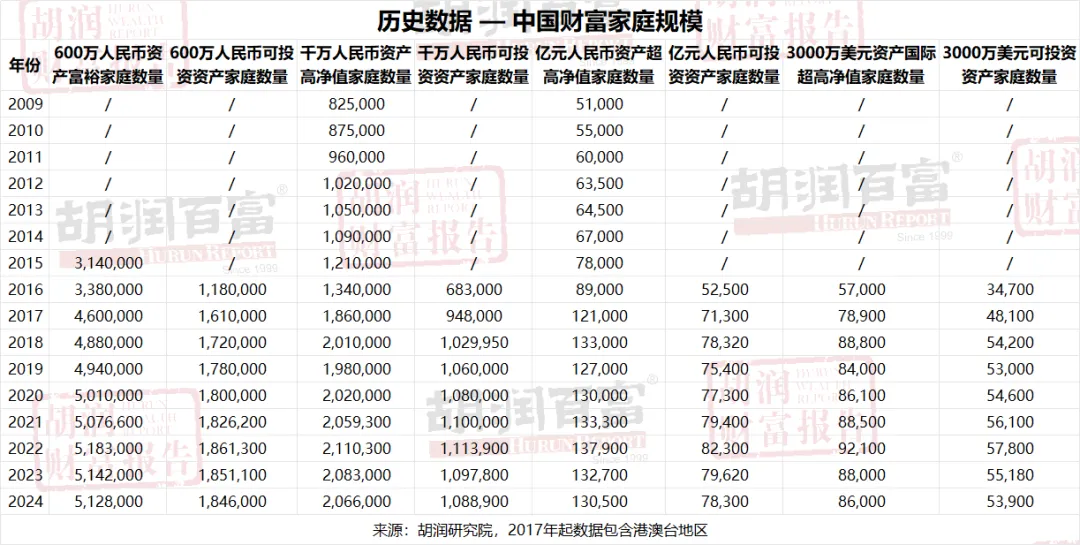 历史数据 — 中国财富家庭规模
年份 600万人民币资产富裕家庭数量 600万人民币可投资资产家庭数量 千万人民币资产高净值家庭数量 千万人民币可投资资产家庭数量 亿元人民币资产超高净值家庭数量 亿元人民币可投资资产家庭数量 3000万美元资产国际超高净值家庭数量 3000万美元可投资资产家庭数量
2009 / / 825,000 / 51,000 / / /
2010 / / 875,000 / 55,000 / / /
2011 / / 960,000 / 60,000 / / /
2012 / / 1,020,000 / 63,500 / / /
2013 / / 1,050,000 / 64,500 / / /
2014 / / 1,090,000 / 67,000 / / /
2015 3,140,000 / 1,210,000 / 78,000 / / /
2016 3,380,000 1,180,000 1,340,000 683,000 89,000 52,500 57,000 34,700
2017 4,600,000 1,610,000 1,860,000 948,000 121,000 71,300 78,900 48,100
2018 4,880,000 1,720,000 2,010,000 1,029,950 133,000 78,320 88,800 54,200
2019 4,940,000 1,780,000 1,980,000 1,060,000 127,000 75,400 84,000 53,000
2020 5,010,000 1,800,000 2,020,000 1,080,000 130,000 77,300 86,100 54,600
2021 5,076,600 1,826,200 2,059,300 1,100,000 133,300 79,400 88,500 56,100
2022 5,183,000 1,861,300 2,110,300 1,113,900 137,900 82,300 92,100 57,800
2023 5,142,000 1,851,100 2,083,000 1,097,800 132,700 79,620 88,000 55,180
2024 5,128,000 1,846,000 2,066,000 1,088,900 130,500 78,300 86,000 53,900
来源：胡润研究院，2017年起数据包含港澳台地区
胡润百富®
HURUN REPORT
Since 1999
胡润
HURUN
WEALTH
REPORT
财富报告